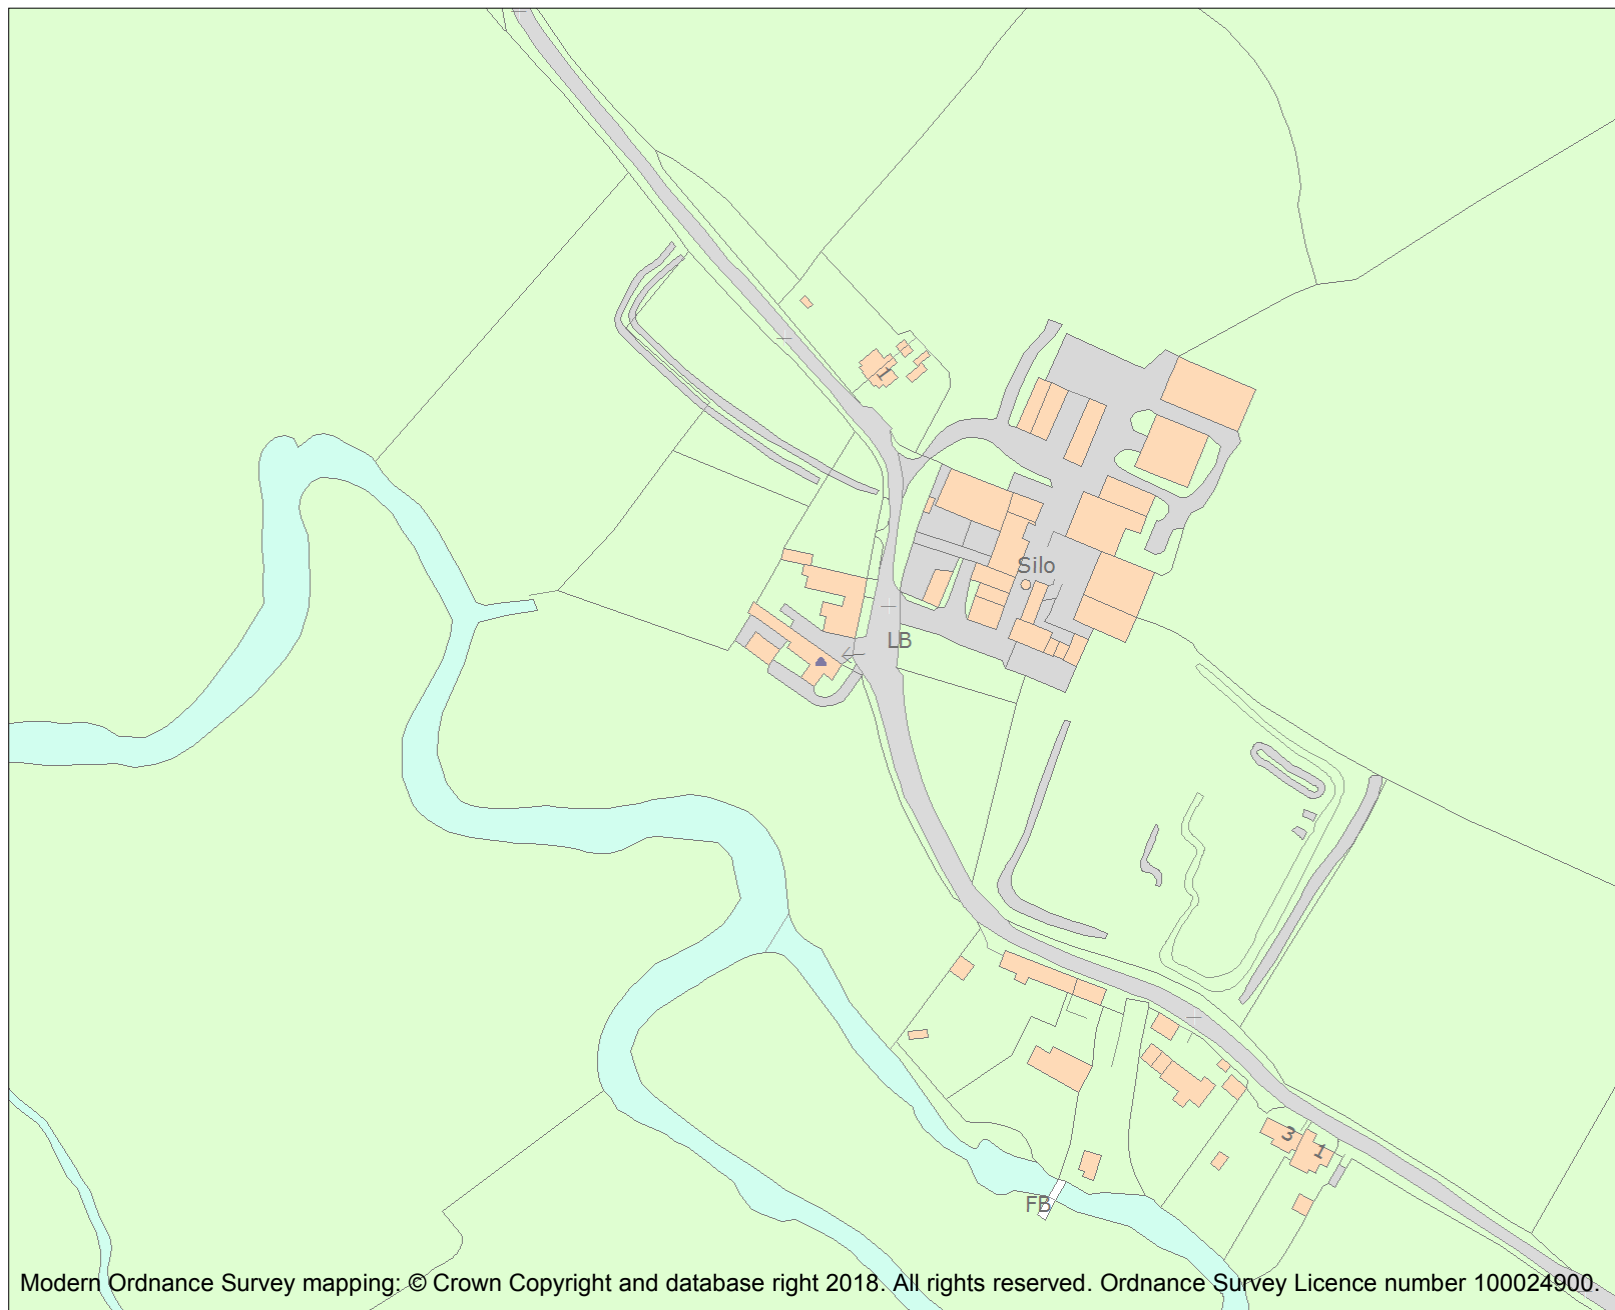 1
Silo
LB
3
1
FB
Modern Ordnance Survey mapping: © Crown Copyright and database right 2018. All rights reserved. Ordnance Survey Licence number 100024900.